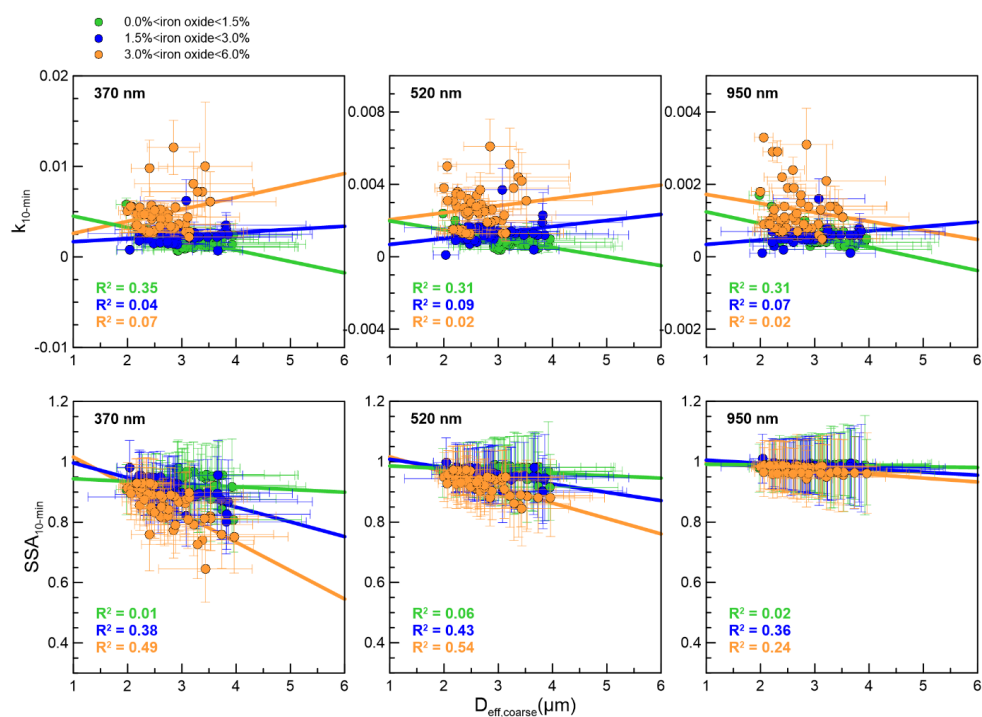 0.0%<iron oxide<1.5%
1.5%<iron oxide<3.0%
3.0%<iron oxide<6.0%
370 nm
520 nm
950 nm
0.02
0.01
0
-0.01
0.008
0.004
0
-0.004
0.004
0.002
0
-0.002
k10-min
R² = 0.35
R² = 0.04
R² = 0.07
R² = 0.31
R² = 0.09
R² = 0.02
R² = 0.31
R² = 0.07
R² = 0.02
1 2 3 4 5 6
1 2 3 4 5 6
1 2 3 4 5 6
370 nm
520 nm
950 nm
1.2
1
0.8
0.6
0.4
1.2
1
0.8
0.6
0.4
1.2
1
0.8
0.6
0.4
SSA10-min
R² = 0.01
R² = 0.38
R² = 0.49
R² = 0.06
R² = 0.43
R² = 0.54
R² = 0.02
R² = 0.36
R² = 0.24
1 2 3 4 5 6
1 2 3 4 5 6
1 2 3 4 5 6
Deff,coarse(µm)